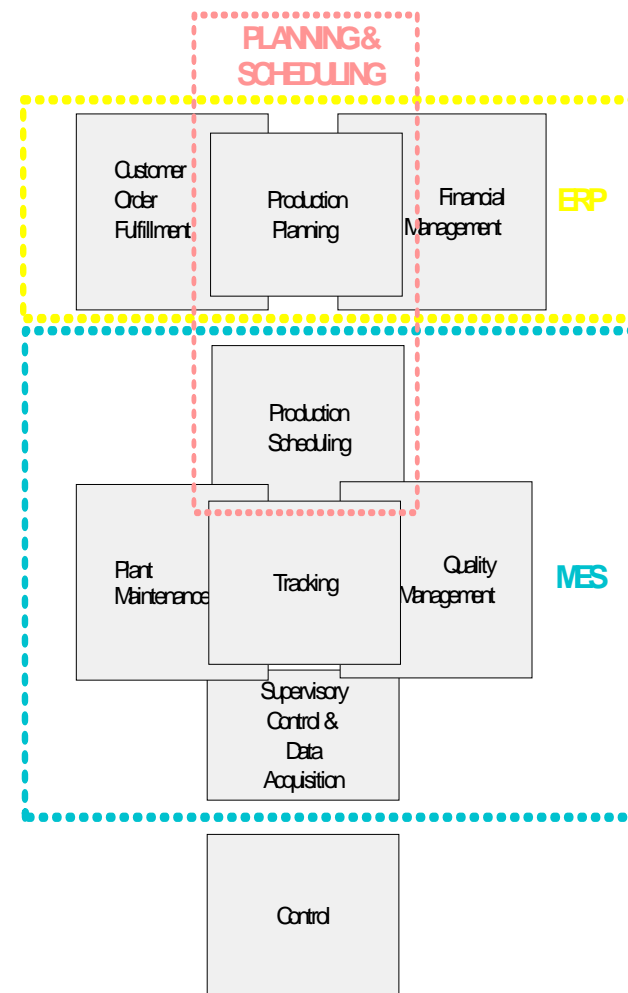 PLANNING &
SCHEDULING
Customer
Order
Fulfillment
Production
Planning
Financial
Management
ERP
Production
Scheduling
Plant
Maintenance
Tracking
Quality
Management
MES
Supervisory
Control &
Data
Acquisition
Control